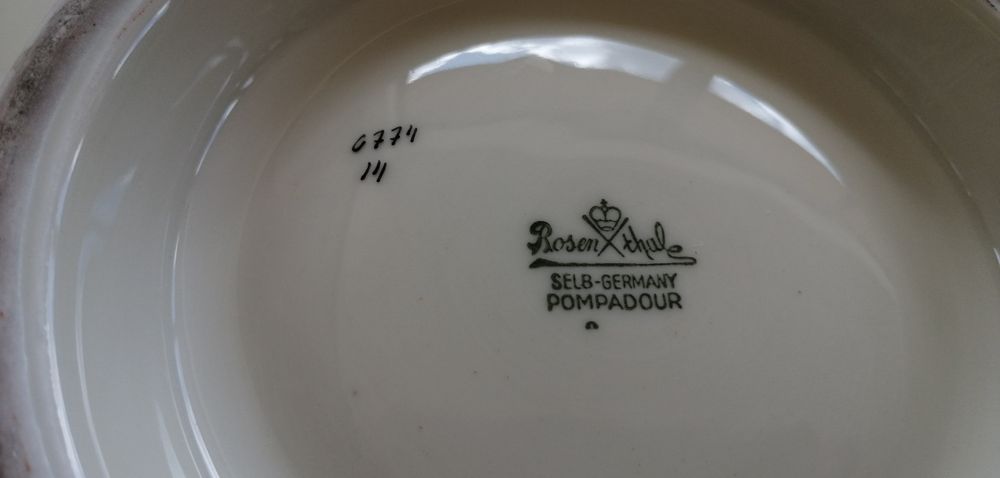 6774
14
Rosenthal
SELB-GERMANY
POMPADOUR